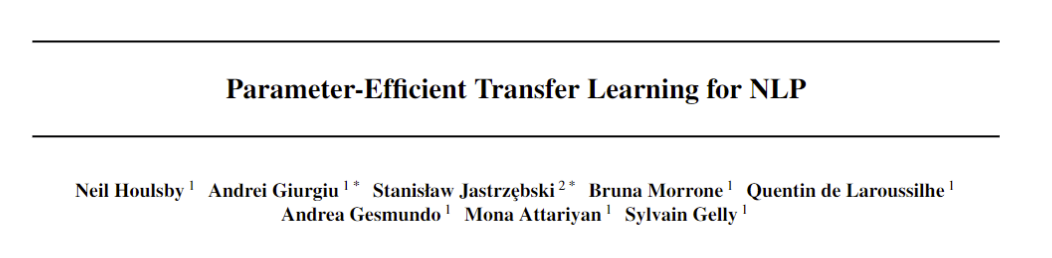 Parameter-Efficient Transfer Learning for NLP
Neil Houlsby 1 Andrei Giurgiu 1 * Stanisław Jastrzębski 2 * Bruna Morrone 1 Quentin de Laroussilhe 1
Andrea Gesmundo 1 Mona Attariyan 1 Sylvain Gelly 1